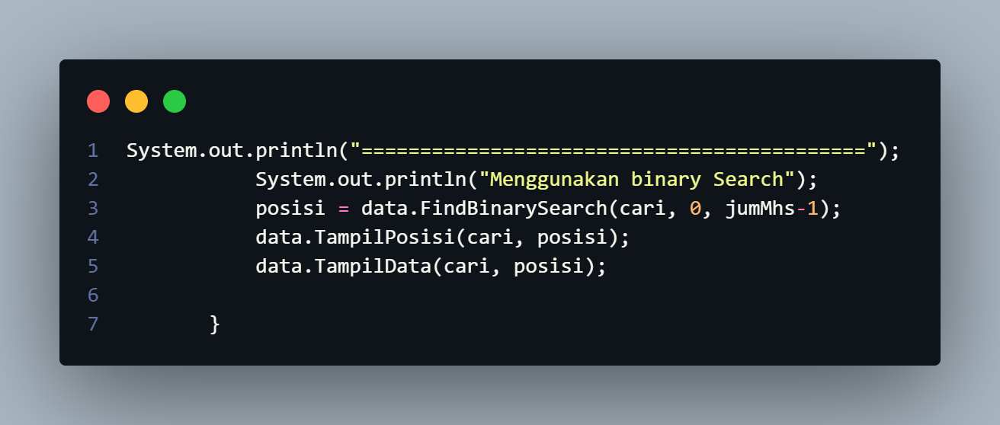 1 System.out.println("===========================================");
2 System.out.println("Menggunakan binary Search");
3 posisi = data.FindBinarySearch(cari, 0, jumMhs-1);
4 data.TampilPosisi(cari, posisi);
5 data.TampilData(cari, posisi);
6
7 }